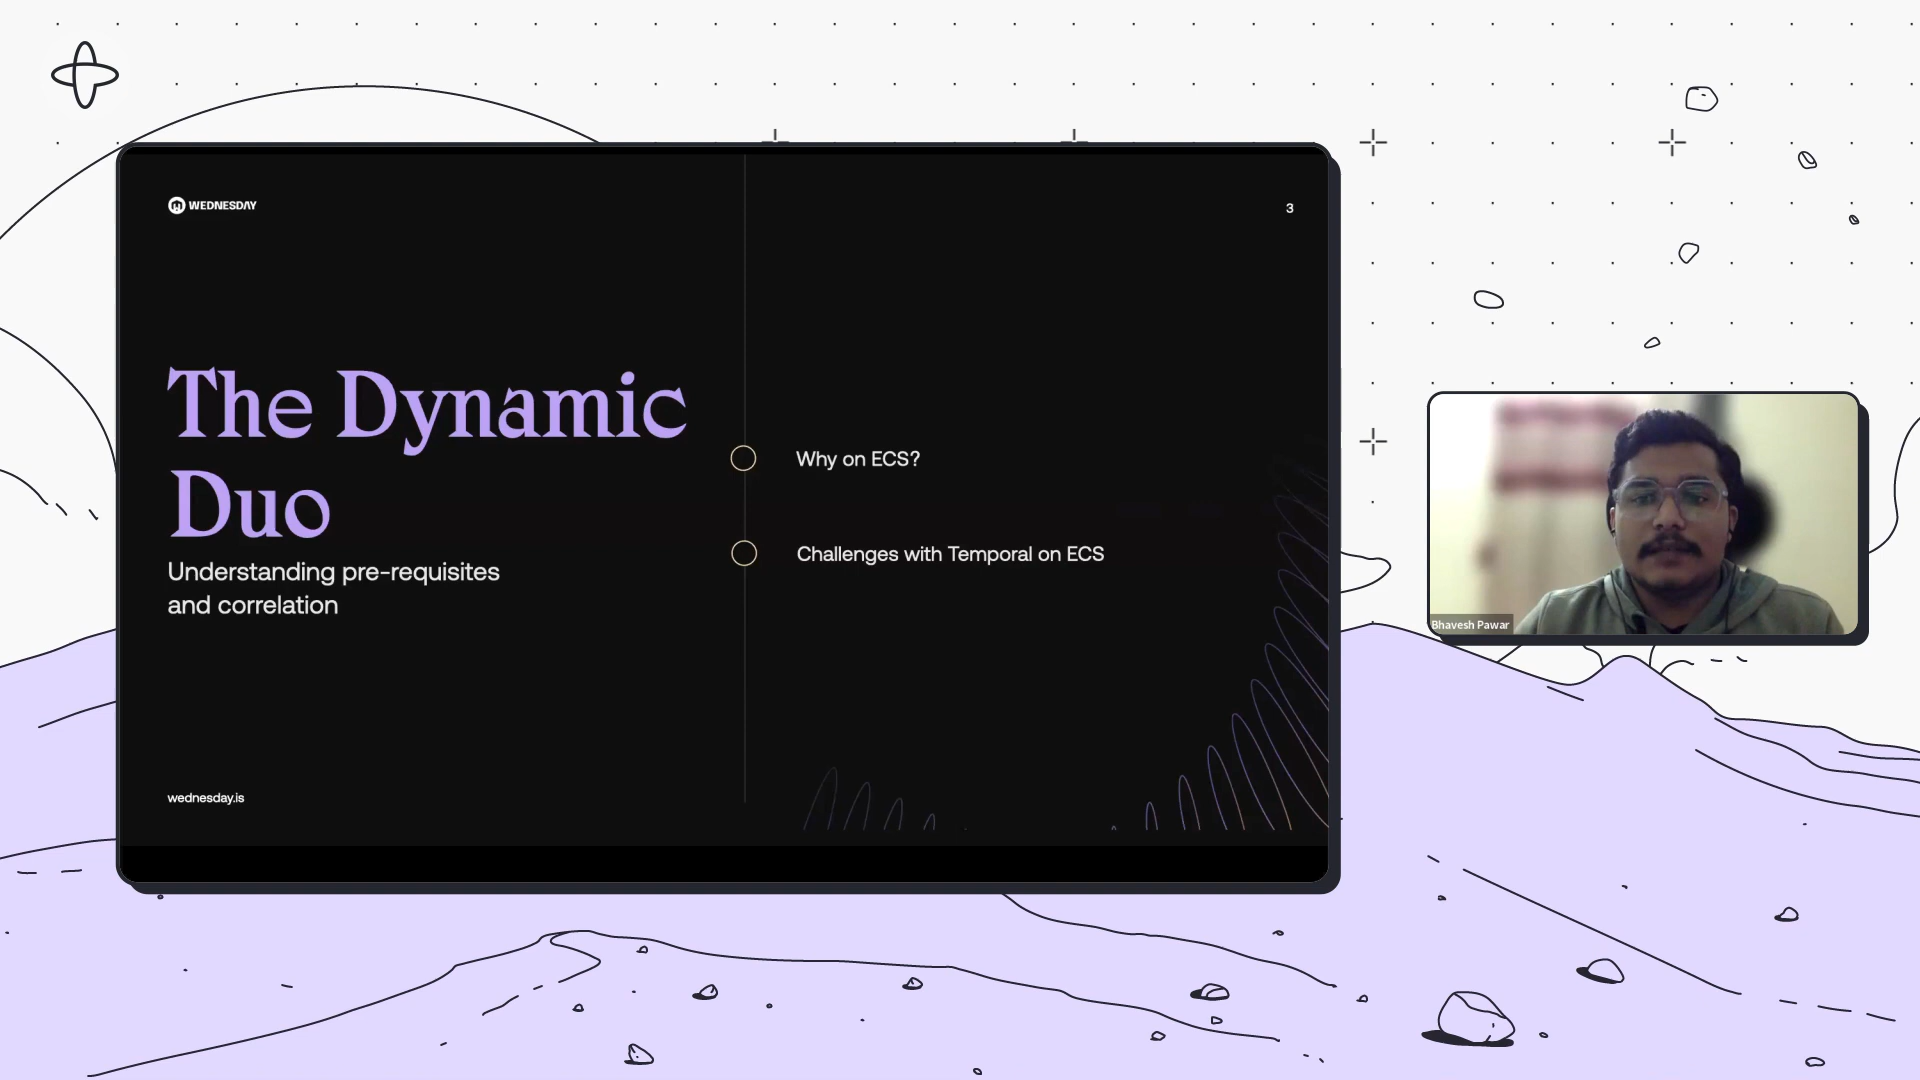 WEDNESDAY
3
The Dynamic
Duo
Understanding pre-requisites
and correlation
Why on ECS?
Challenges with Temporal on ECS
wednesday.is
Bhavesh Pawar